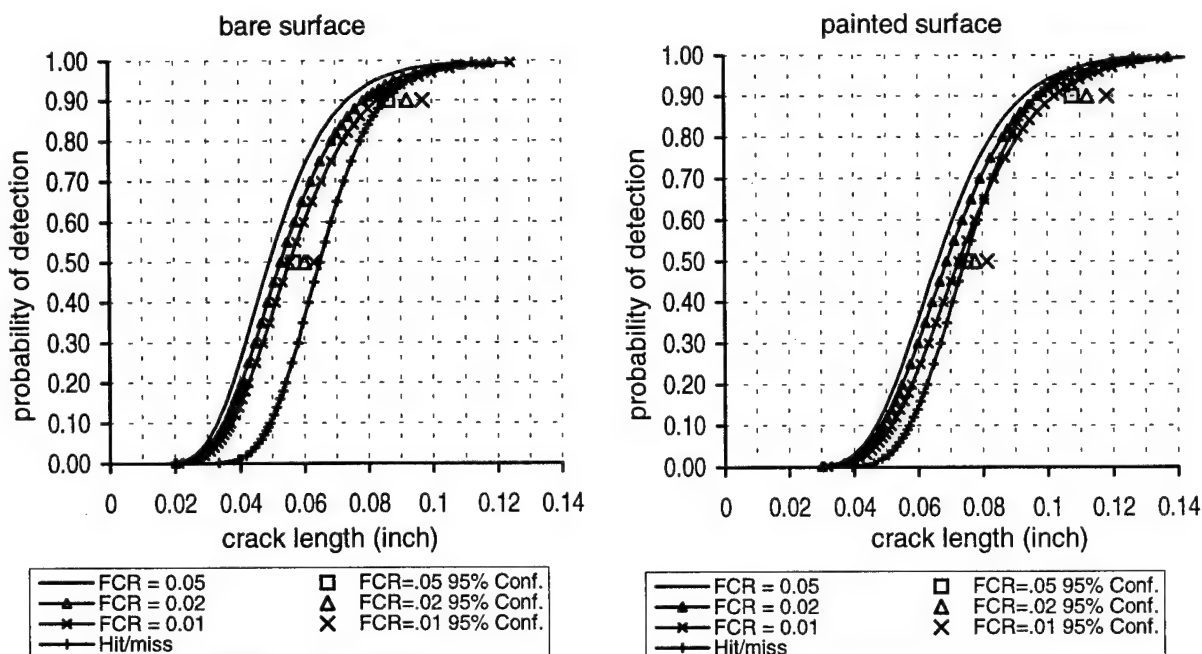 bare surface
1.00
0.90
0.80
0.70
0.60
0.50
0.40
0.30
0.20
0.10
0.00
probability of detection
0 0.02 0.04 0.06 0.08 0.1 0.12 0.14
crack length (inch)
FCR = 0.05
FCR = 0.02
FCR = 0.01
Hit/miss
FCR=.05 95% Conf.
FCR=.02 95% Conf.
FCR=.01 95% Conf.
painted surface
1.00
0.90
0.80
0.70
0.60
0.50
0.40
0.30
0.20
0.10
0.00
probability of detection
0 0.02 0.04 0.06 0.08 0.1 0.12 0.14
crack length (inch)
FCR = 0.05
FCR = 0.02
FCR = 0.01
Hit/miss
FCR=.05 95% Conf.
FCR=.02 95% Conf.
FCR=.01 95% Conf.